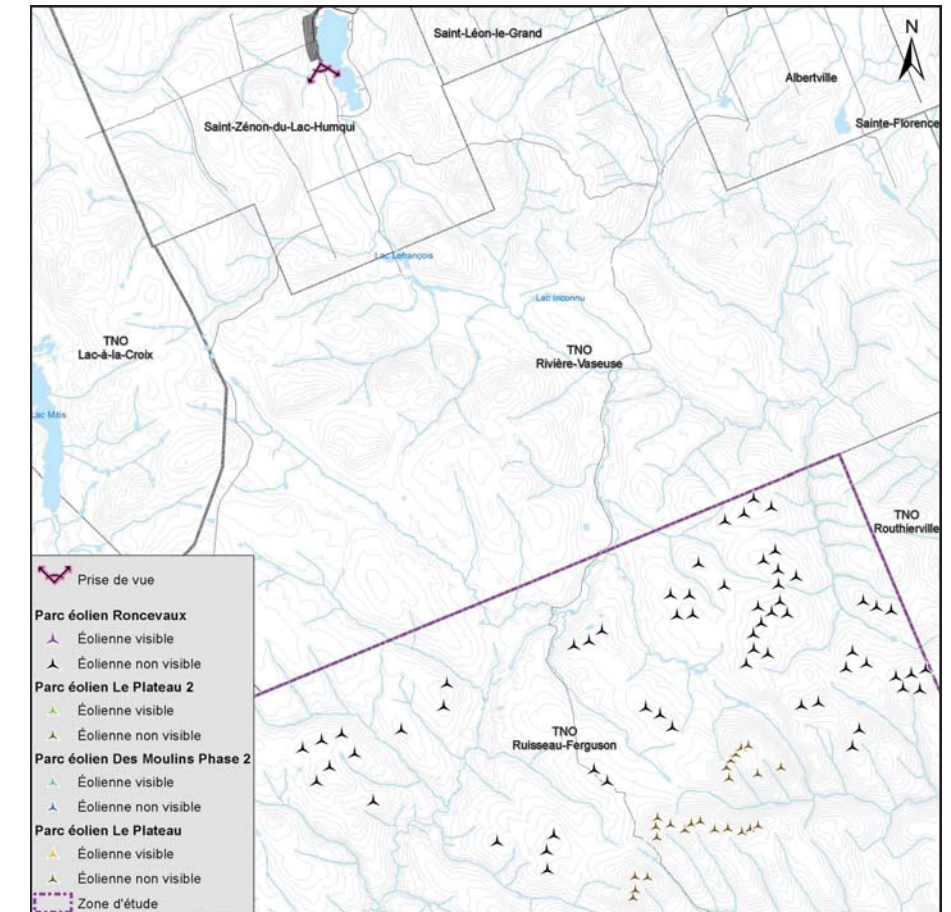 Saint-Léon-le-Grand
N
Albertville
Sainte-Florence
Saint-Zénon-du-Lac-Humqui
Lac Lefrançois
Lac Inconnu
TNO
Lac-à-la-Croix
TNO
Rivière-Vaseuse
Lac Mitis
TNO
Routhierville
TNO
Ruisseau-Ferguson
Prise de vue
Parc éolien Roncevaux
Éolienne visible
Éolienne non visible
Parc éolien Le Plateau 2
Éolienne visible
Éolienne non visible
Parc éolien Des Moulins Phase 2
Éolienne visible
Éolienne non visible
Parc éolien Le Plateau
Éolienne visible
Éolienne non visible
Zone d'étude